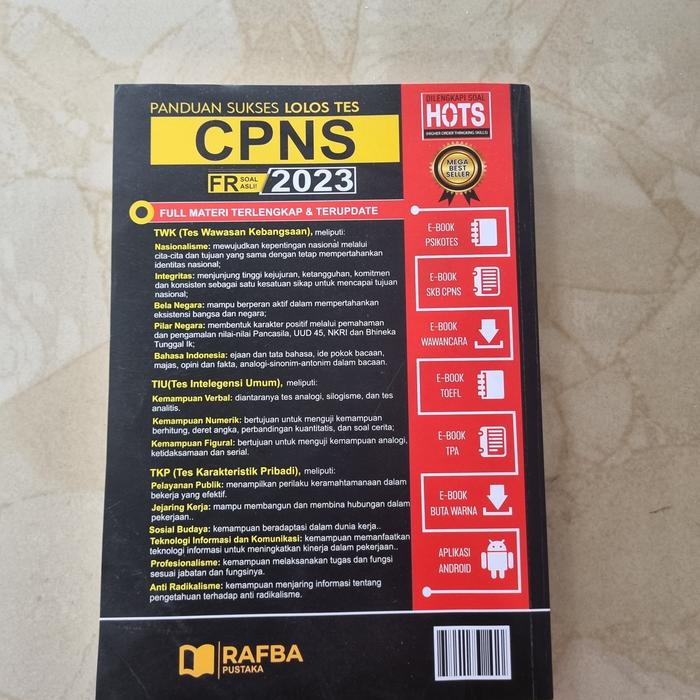 PANDUAN SUKSES LOLOS TES
CPNS
FR SOAL ASLI! 2023
FULL MATERI TERLENGKAP & TERUPDATE
TWK (Tes Wawasan Kebangsaan), meliputi:
Nasionalisme: mewujudkan kepentingan nasional melalui
cita-cita dan tujuan yang sama dengan tetap mempertahankan
identitas nasional;
Integritas: menjunjung tinggi kejujuran, ketangguhan, komitmen
dan konsisten sebagai satu kesatuan sikap untuk mencapai tujuan
nasional;
Bela Negara: mampu berperan aktif dalam mempertahankan
eksistensi bangsa dan negara;
Pilar Negara: membentuk karakter positif melalui pemahaman
dan pengamalan nilai-nilai Pancasila, UUD 45, NKRI dan Bhineka
Tunggal Ik;
Bahasa Indonesia: ejaan dan tata bahasa, ide pokok bacaan,
majas, opini dan fakta, analogi-sinonim-antonim dalam bacaan.
TIU(Tes Intelegensi Umum), meliputi:
Kemampuan Verbal: diantaranya tes analogi, silogisme, dan tes
analitis.
Kemampuan Numerik: bertujuan untuk menguji kemampuan
berhitung, deret angka, perbandingan kuantitatis, dan soal cerita;
Kemampuan Figural: bertujuan untuk menguji kemampuan analogi,
ketidaksamaan dan serial.
TKP (Tes Karakteristik Pribadi), meliputi:
Pelayanan Publik: menampilkan perilaku keramahtamanaan dalam
bekerja yang efektif.
Jejaring Kerja: mampu membangun dan membina hubungan dalam
pekerjaan..
Sosial Budaya: kemampuan beradaptasi dalam dunia kerja..
Teknologi Informasi dan Komunikasi: kemampuan memanfaatkan
teknologi informasi untuk meningkatkan kinerja dalam pekerjaan..
Profesionalisme: kemampuan melaksanakan tugas dan fungsi
sesuai jabatan dan fungsinya.
Anti Radikalisme: kemampuan menjaring informasi tentang
pengetahuan terhadap anti radikalisme.
DILENGKAPI SOAL
HOTS
(HIGHER ORDER THINGKING SKILLS)
MEGA
BEST
SELLER
E-BOOK
PSIKOTES
E-BOOK
SKB CPNS
E-BOOK
WAWANCARA
E-BOOK
TOEFL
E-BOOK
TPA
E-BOOK
BUTA WARNA
APLIKASI
ANDROID
RAFBA
PUSTAKA